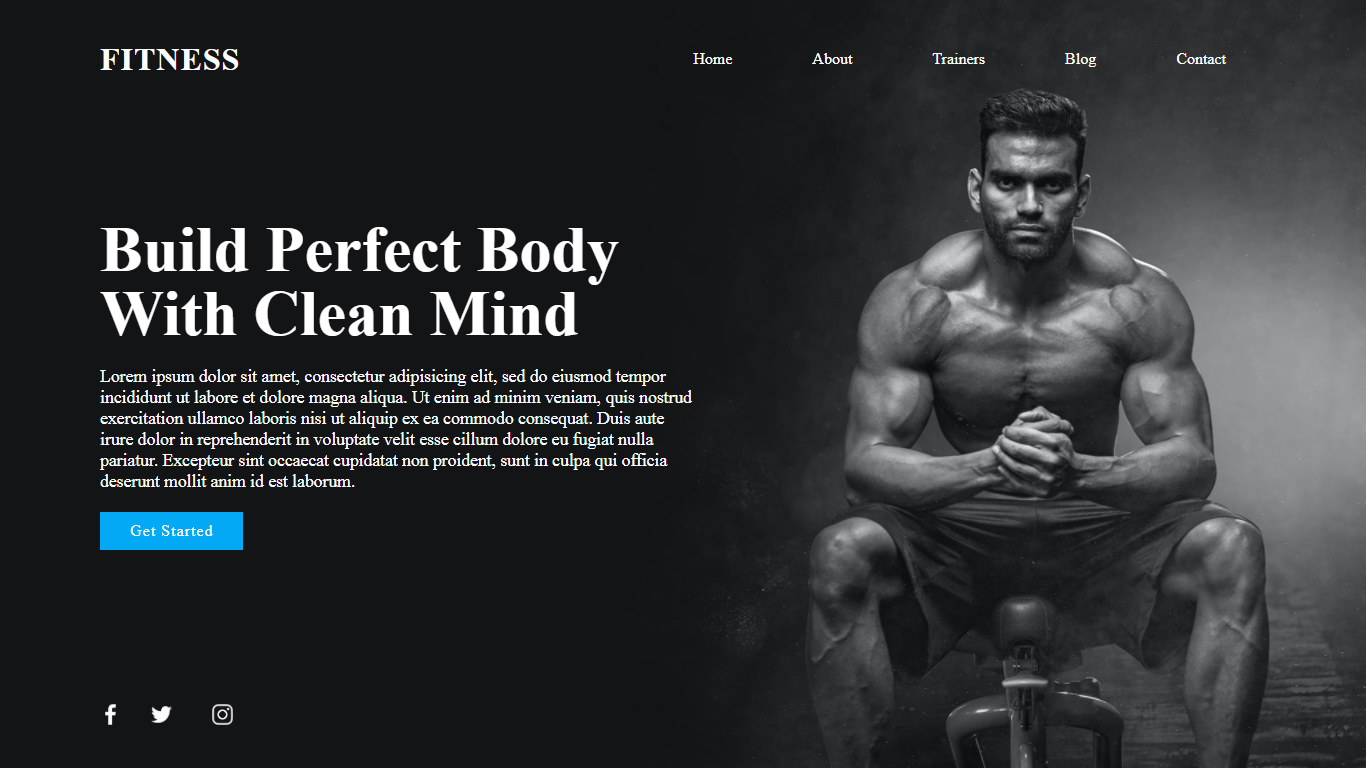 FITNESS
Home About Trainers Blog Contact
Build Perfect Body
With Clean Mind
Lorem ipsum dolor sit amet, consectetur adipisicing elit, sed do eiusmod tempor
incididunt ut labore et dolore magna aliqua. Ut enim ad minim veniam, quis nostrud
exercitation ullamco laboris nisi ut aliquip ex ea commodo consequat. Duis aute
irure dolor in reprehenderit in voluptate velit esse cillum dolore eu fugiat nulla
pariatur. Excepteur sint occaecat cupidatat non proident, sunt in culpa qui officia
deserunt mollit anim id est laborum.
Get Started